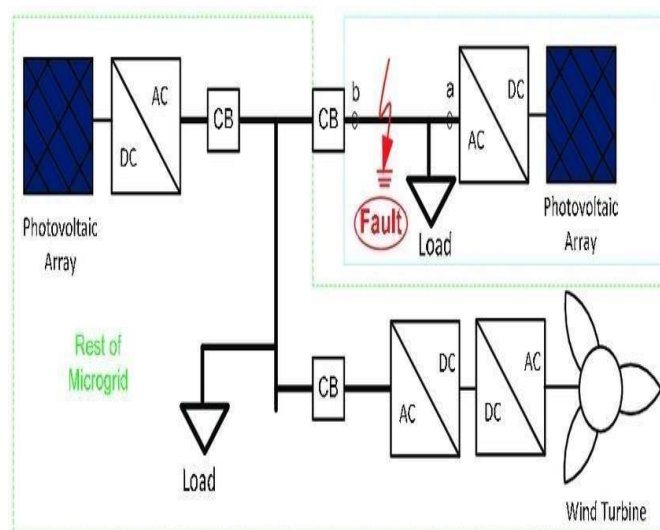 Photovoltaic
Array
DC
AC
CB
CB
b
Fault
a
Load
AC
DC
Photovoltaic
Array
Rest of
Microgrid
Load
CB
AC
DC
DC
AC
Wind Turbine